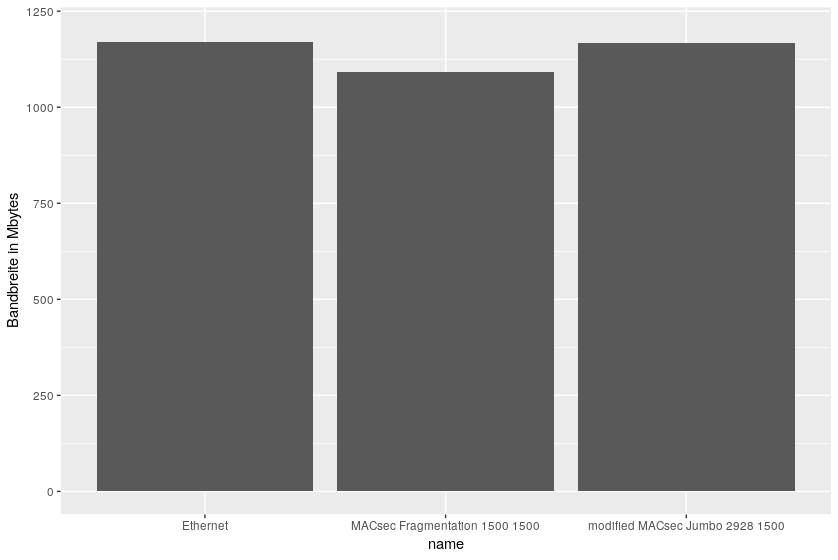 1250
1000
750
500
250
0
Bandbreite in Mbytes
Ethernet
MACsec Fragmentation 1500 1500
modified MACsec Jumbo 2928 1500
name